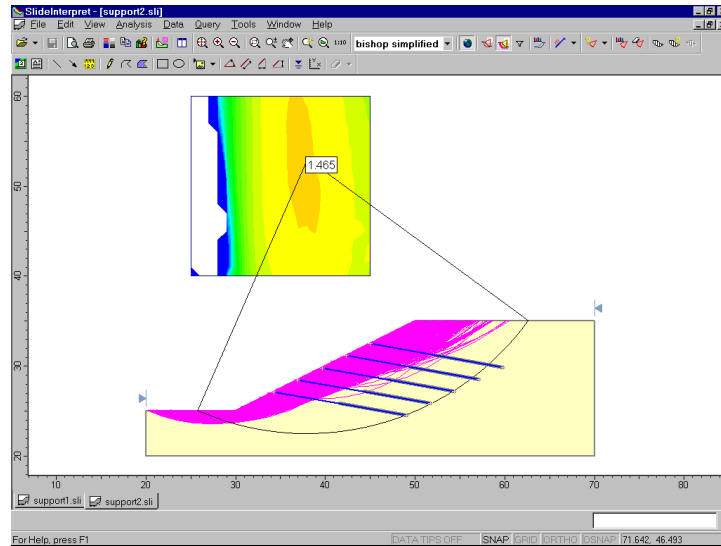 SlideInterpret - [support2.sli]
File Edit View Analysis Data Query Tools Window Help
1:10 bishop simplified
60
1.465
50
40
30
20
10 20 30 40 50 60 70 80
support1.sli support2.sli
For Help, press F1 DATA TIPS OFF SNAP GRID ORTHO OSNAP 71.642, 46.493